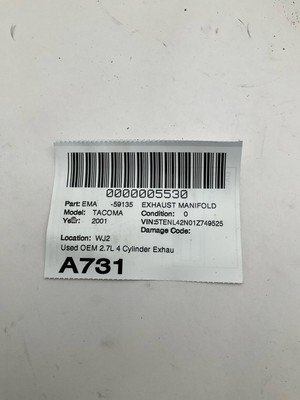 0000005530
Part: EMA -59135 EXHAUST MANIFOLD
Model: TACOMA Condition: 0
Year: 2001 VIN:5TENL42N01Z749525
Damage Code:
Location: WJ2
Used OEM 2.7L 4 Cylinder Exhau
A731